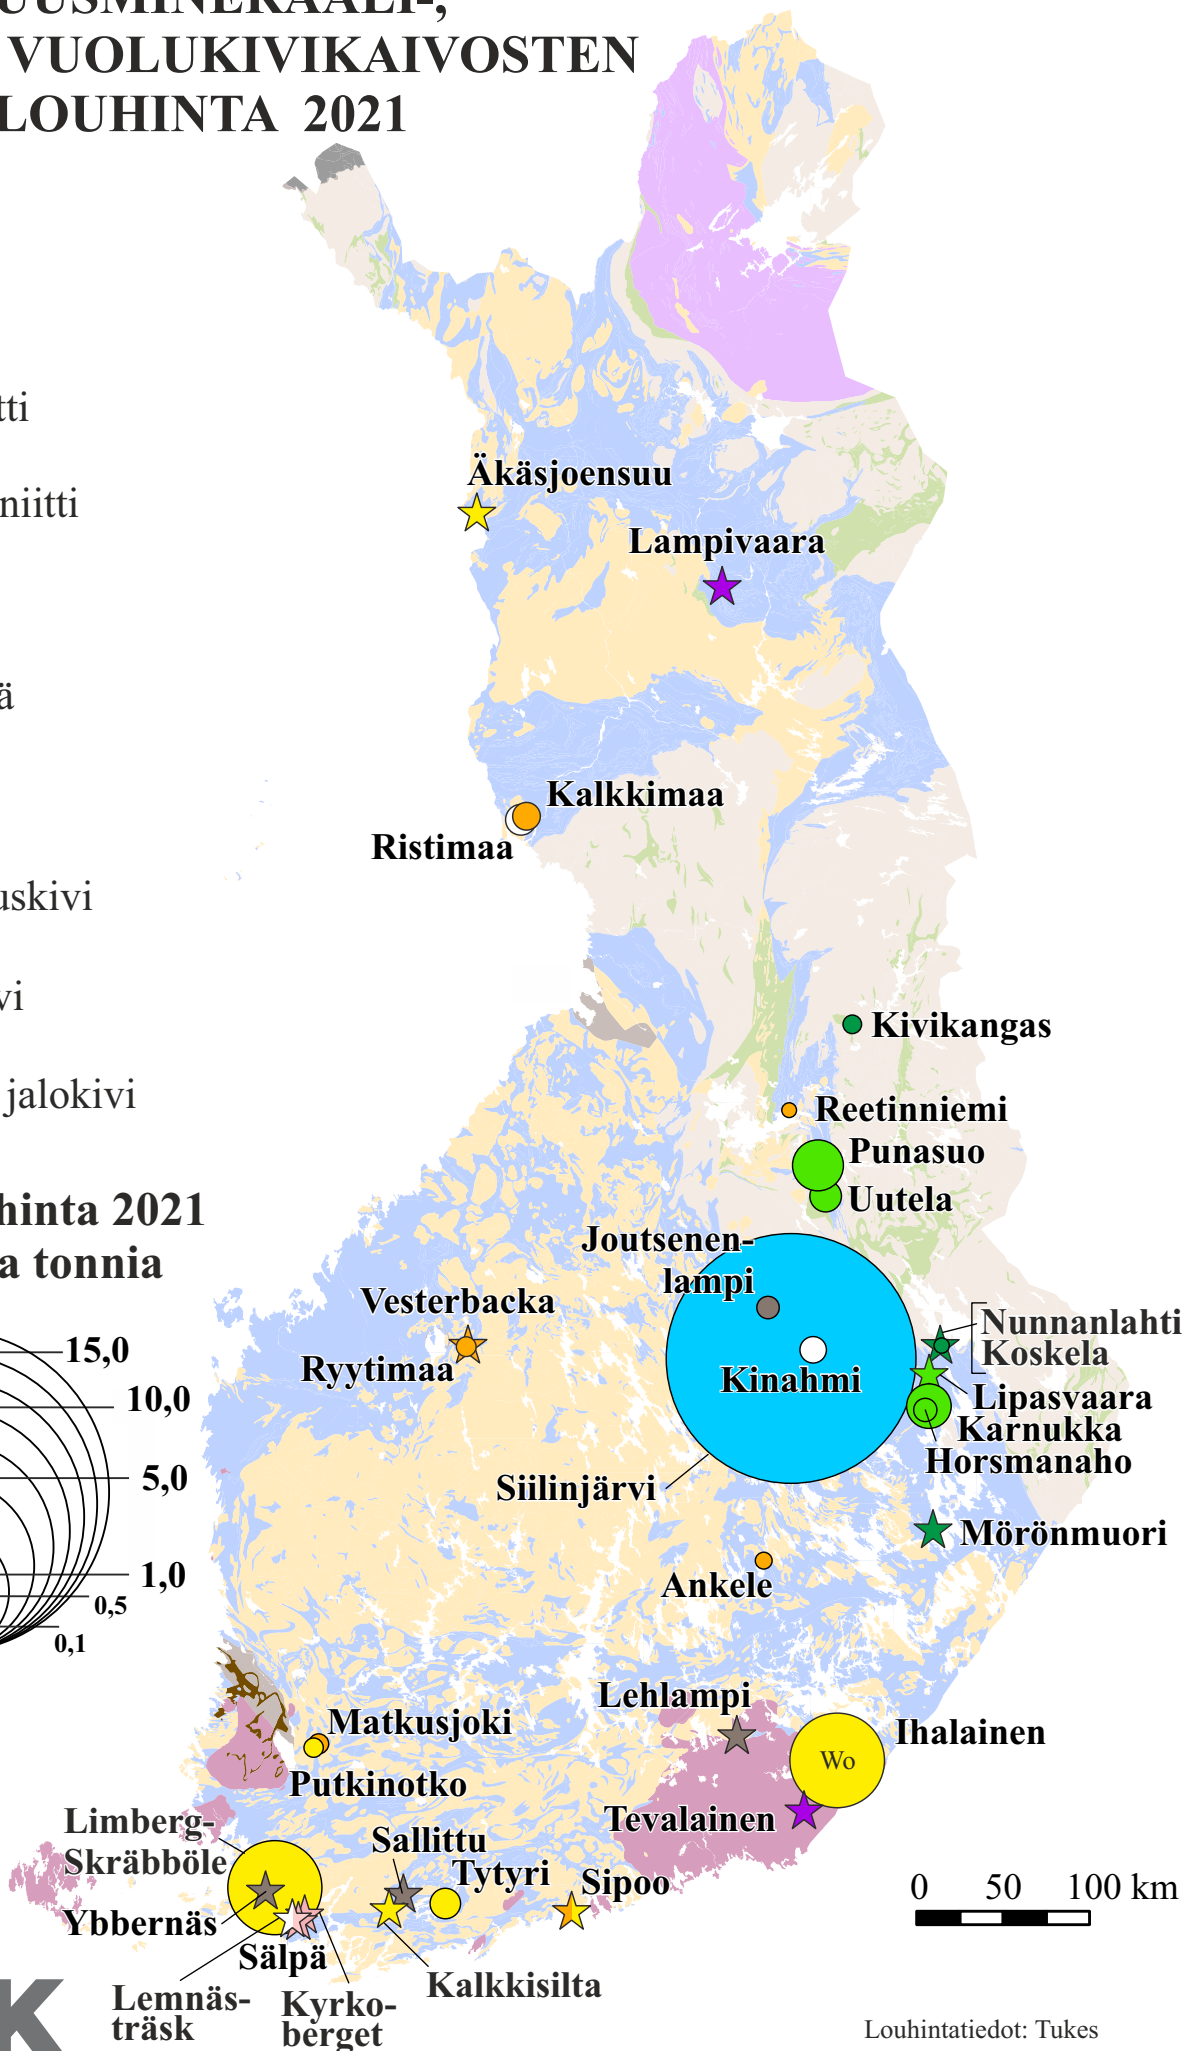 UUSMINERAALI-,
VUOLUKIVIKAIVOSTEN
LOUHINTA 2021
tti
niitti
ä
uskivi
vi
jalokivi
hinta 2021
a tonnia
15,0
10,0
5,0
1,0
0,5
0,1
Äkäsjoensuu
Lampivaara
Kalkkimaa
Ristimaa
Kivikangas
Reetinniemi
Punasuo
Uutela
Joutsenen-
lampi
Kinahmi
Siilinjärvi
Vesterbacka
Ryytimaa
Nunnanlahti
Koskela
Lipasvaara
Karnukka
Horsmanaho
Mörönmuori
Ankele
Lehlampi
Ihalainen
Wo
Tevalainen
Matkusjoki
Putkinotko
Limberg-
Skräbböle
Sallittu
Tytyri
Sipoo
Ybbernäs
Sälpä
Kalkkisilta
Lemnäs-
träsk
Kyrko-
berget
0 50 100 km
K
Louhintatiedot: Tukes